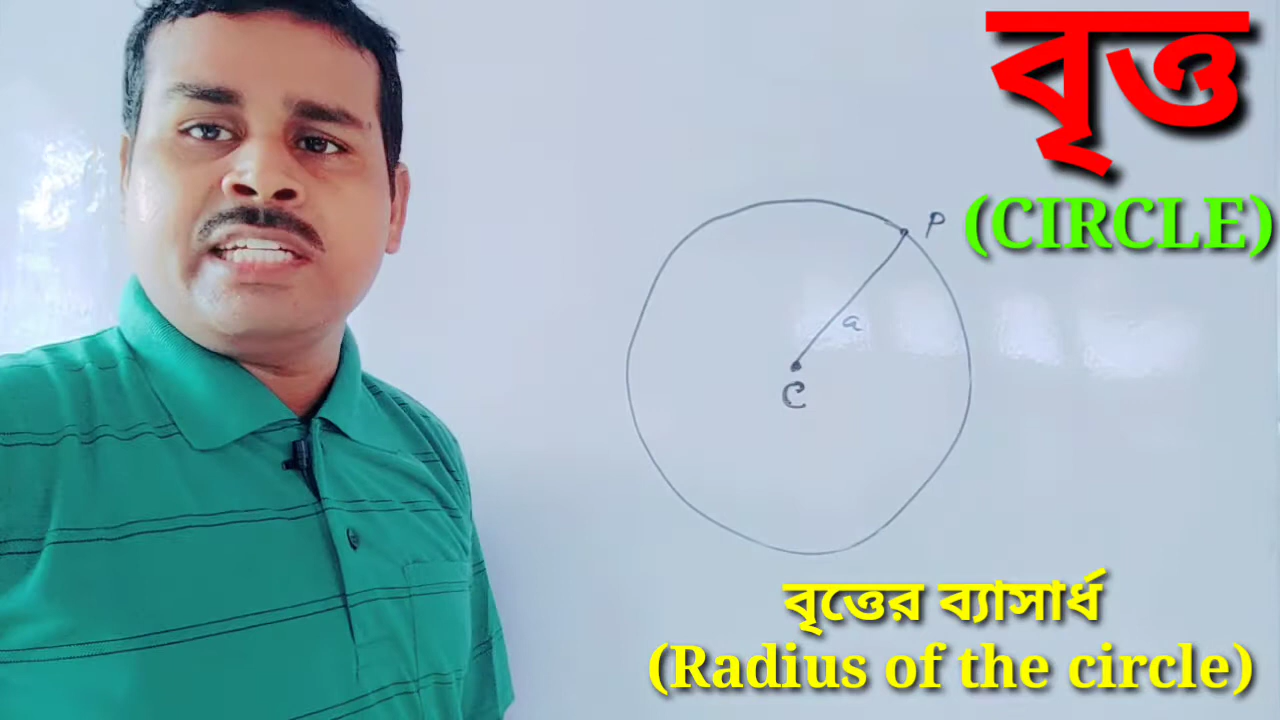 বৃত্ত
(CIRCLE)
P
a
C
বৃত্তের ব্যাসার্ধ
(Radius of the circle)